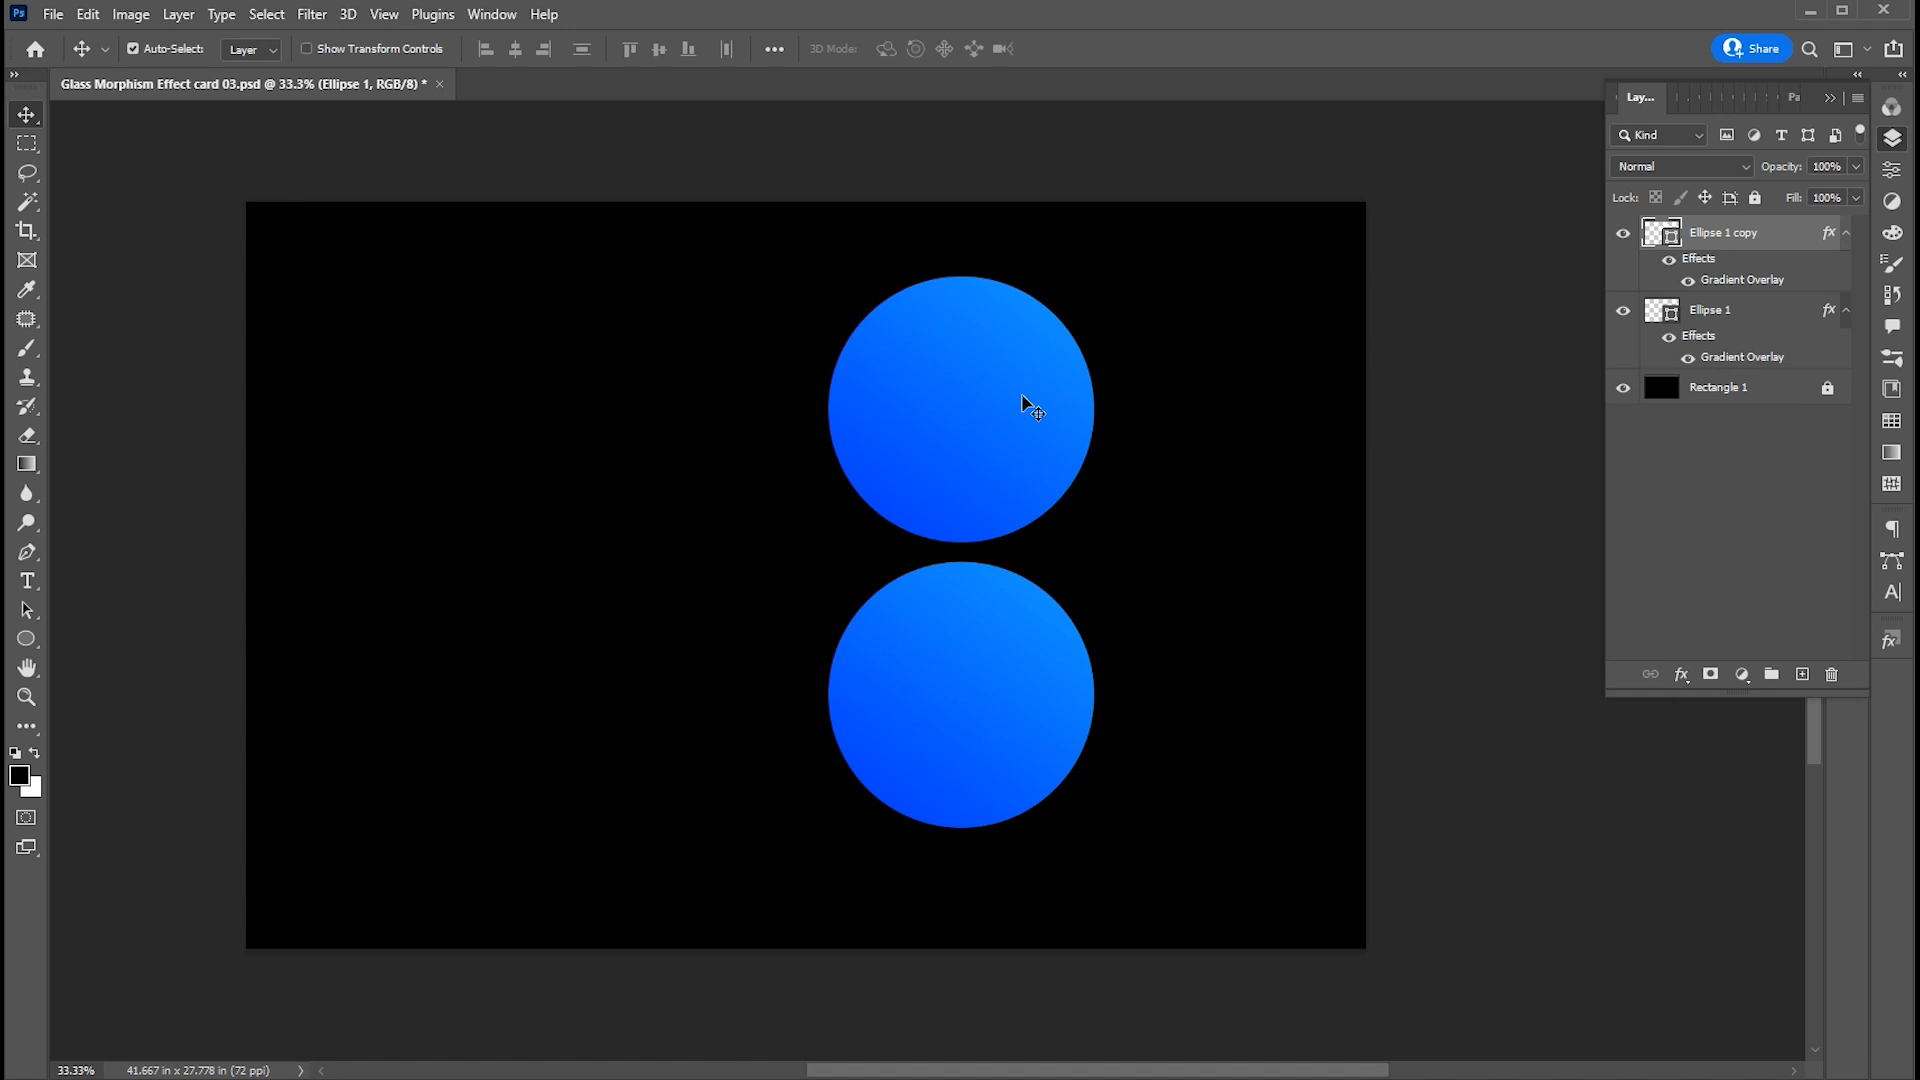 Ps File Edit Image Layer Type Select Filter 3D View Plugins Window Help
Auto-Select: Layer Show Transform Controls 3D Mode: Share
Glass Morphism Effect card 03.psd @ 33.3% (Ellipse 1, RGB/8) * ×
Lay... Pa
Kind
Normal Opacity: 100%
Lock: Fill: 100%
Ellipse 1 copy fx
Effects
Gradient Overlay
Ellipse 1 fx
Effects
Gradient Overlay
Rectangle 1
fx
33.33% 41.667 in x 27.778 in (72 ppi)